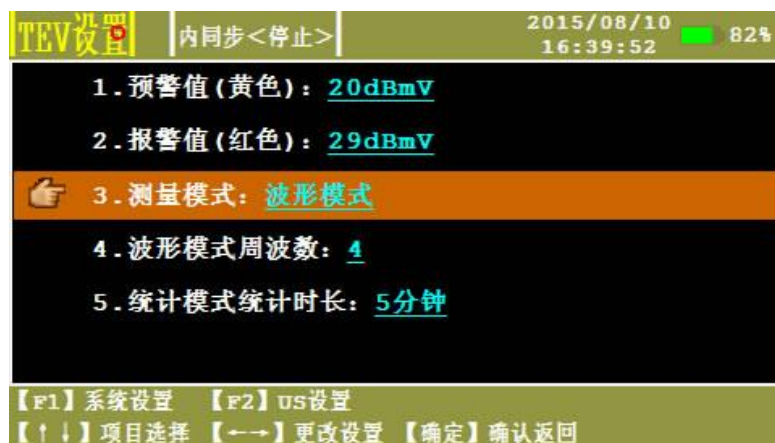 TEV设置 内同步<停止> 2015/08/10 82%
16:39:52
1.预警值(黄色): 20dBmV
2.报警值(红色): 29dBmV
3.测量模式: 波形模式
4.波形模式周波数: 4
5.统计模式统计时长: 5分钟
【F1】系统设置 【F2】US设置
【↑↓】项目选择 【←→】更改设置 【确定】确认返回